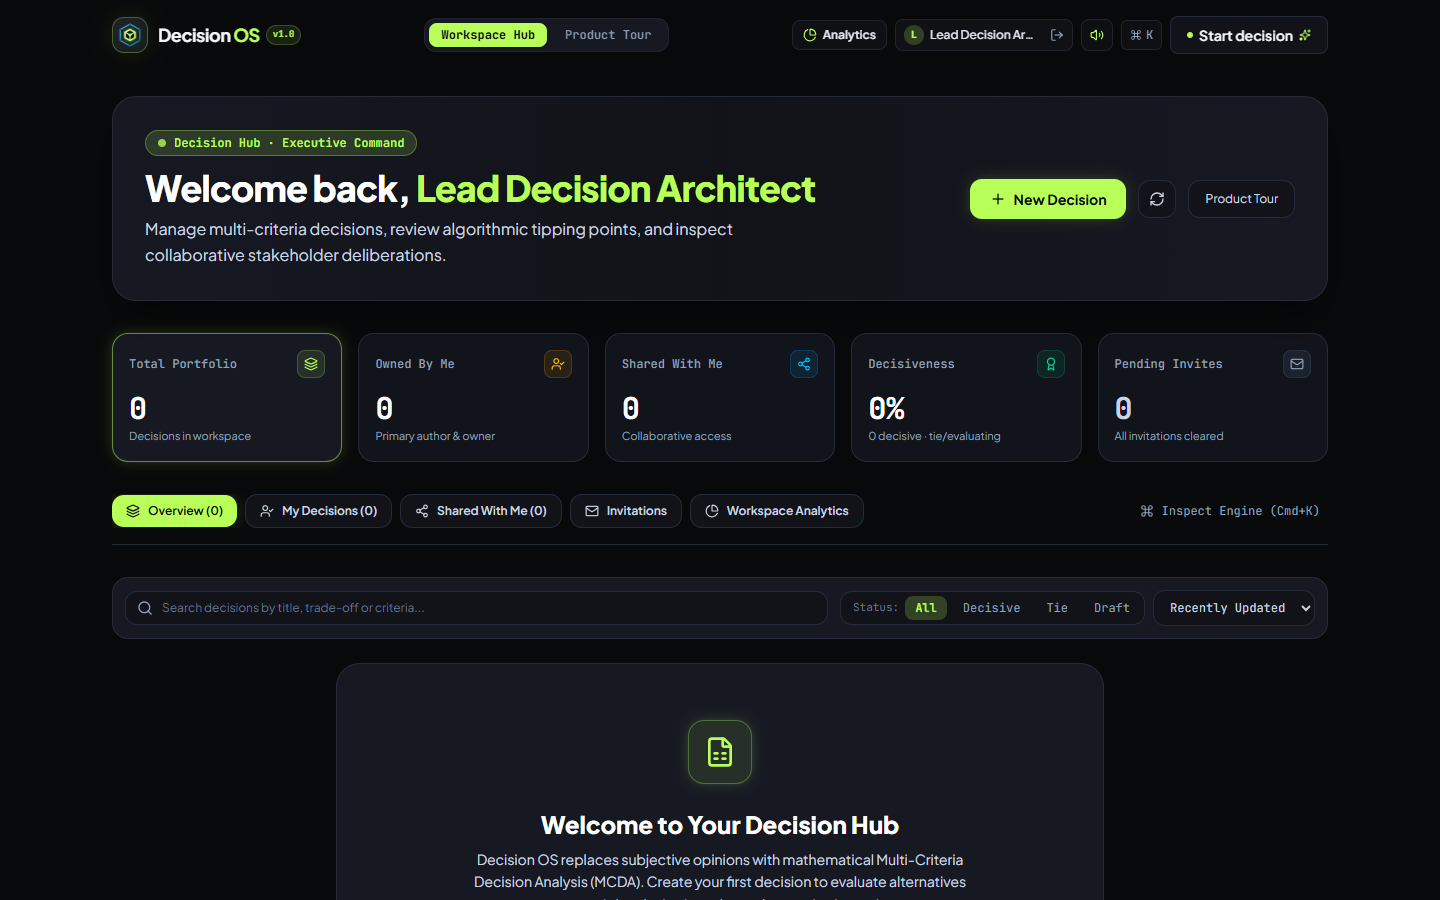 Decision OS v1.0
Workspace Hub
Product Tour
Analytics
L Lead Decision Ar...
⌘ K
Start decision
Decision Hub · Executive Command
Welcome back, Lead Decision Architect
Manage multi-criteria decisions, review algorithmic tipping points, and inspect
collaborative stakeholder deliberations.
+ New Decision
Product Tour
Total Portfolio
0
Decisions in workspace
Owned By Me
0
Primary author & owner
Shared With Me
0
Collaborative access
Decisiveness
0%
0 decisive · tie/evaluating
Pending Invites
0
All invitations cleared
Overview (0)
My Decisions (0)
Shared With Me (0)
Invitations
Workspace Analytics
⌘ Inspect Engine (Cmd+K)
Search decisions by title, trade-off or criteria...
Status: All Decisive Tie Draft
Recently Updated
Welcome to Your Decision Hub
Decision OS replaces subjective opinions with mathematical Multi-Criteria
Decision Analysis (MCDA). Create your first decision to evaluate alternatives